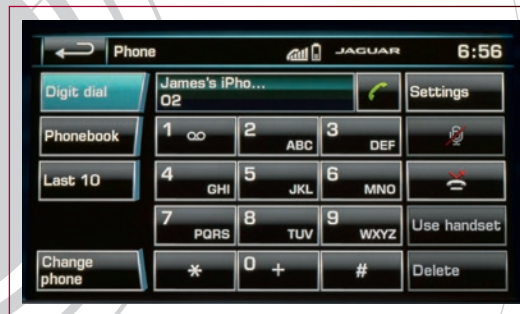 Phone JAGUAR 6:56
Digit dial James's iPho... Settings
O2
Phonebook 1 2 ABC 3 DEF
Last 10 4 GHI 5 JKL 6 MNO
7 PQRS 8 TUV 9 WXYZ Use handset
Change phone * 0 + # Delete